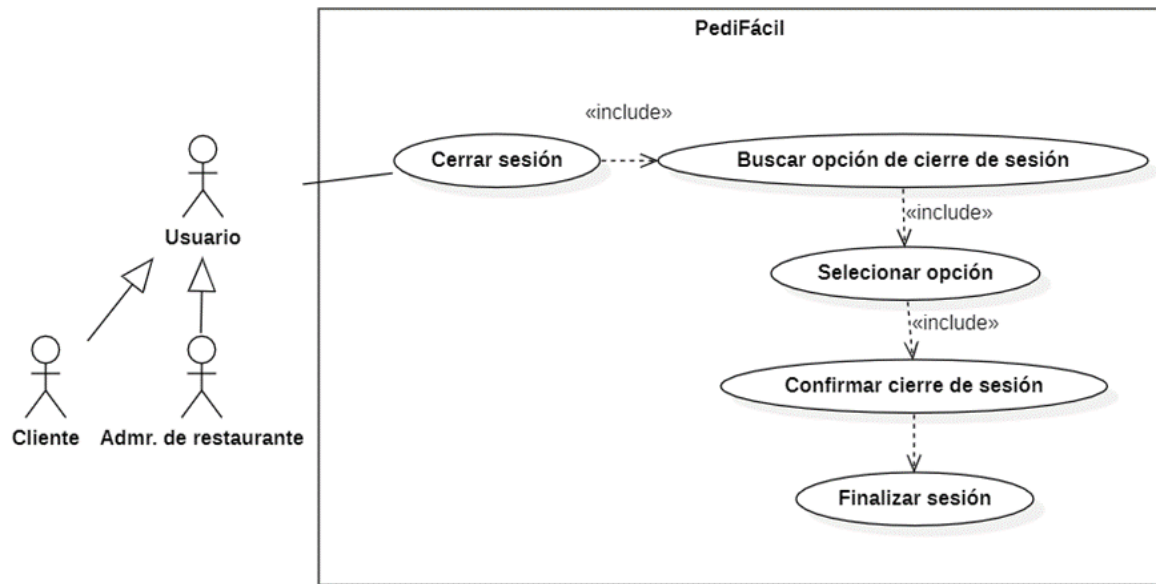 PediFácil
«include»
Cerrar sesión
Buscar opción de cierre de sesión
«include»
Usuario
Selecionar opción
«include»
Confirmar cierre de sesión
Cliente
Admr. de restaurante
Finalizar sesión